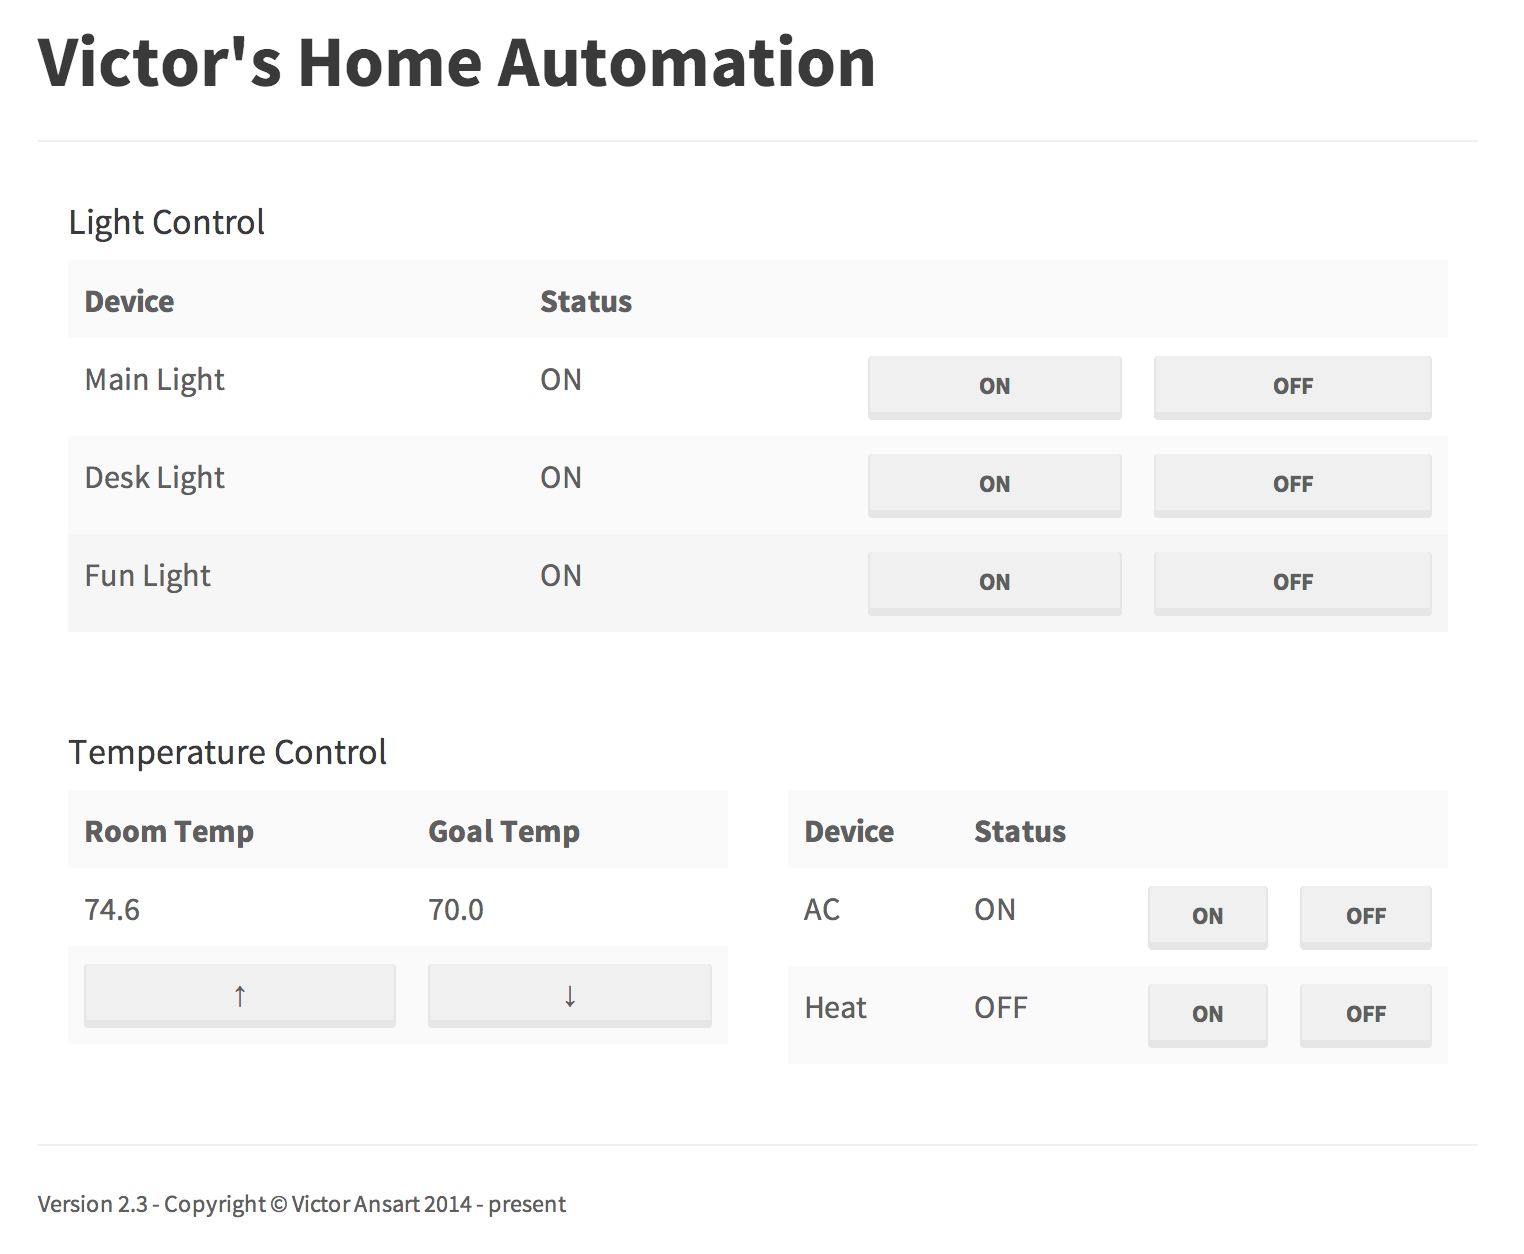 Victor's Home Automation
Light Control
Device Status
Main Light ON ON OFF
Desk Light ON ON OFF
Fun Light ON ON OFF
Temperature Control
Room Temp Goal Temp
74.6 70.0
↑ ↓
Device Status
AC ON ON OFF
Heat OFF ON OFF
Version 2.3 - Copyright © Victor Ansart 2014 - present